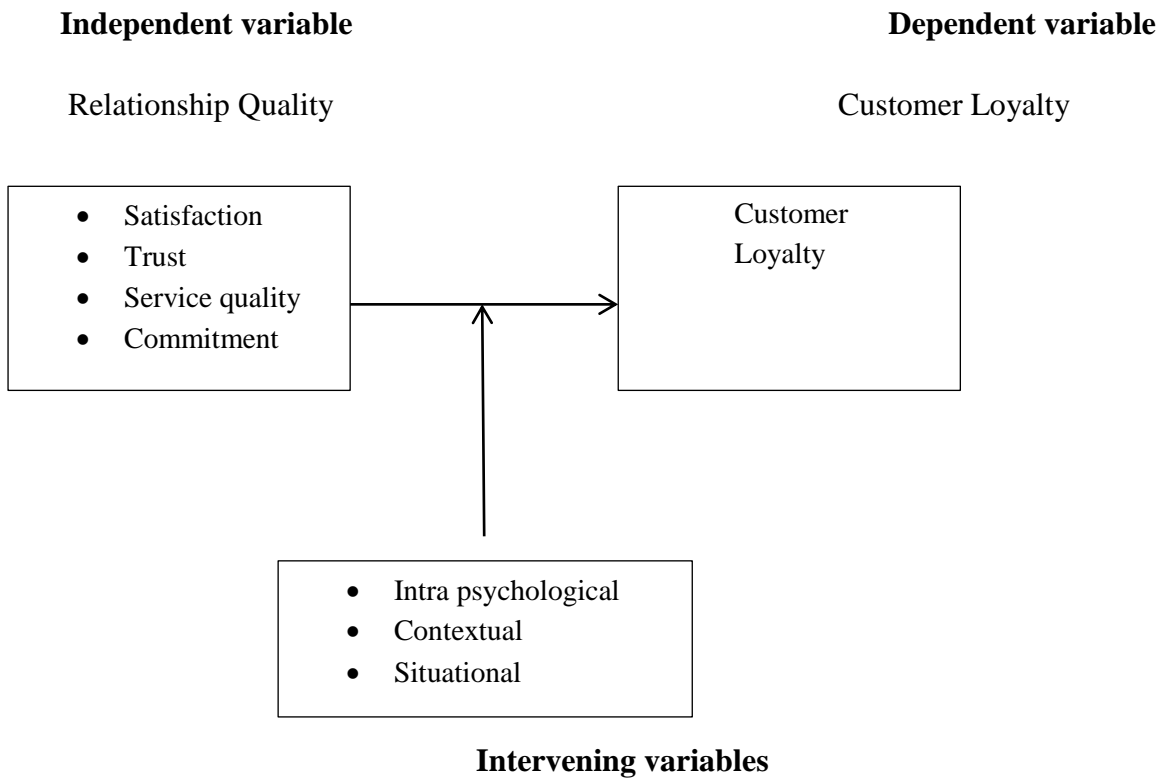 Independent variable
Dependent variable
Relationship Quality
Customer Loyalty
• Satisfaction
• Trust
• Service quality
• Commitment
Customer
Loyalty
• Intra psychological
• Contextual
• Situational
Intervening variables